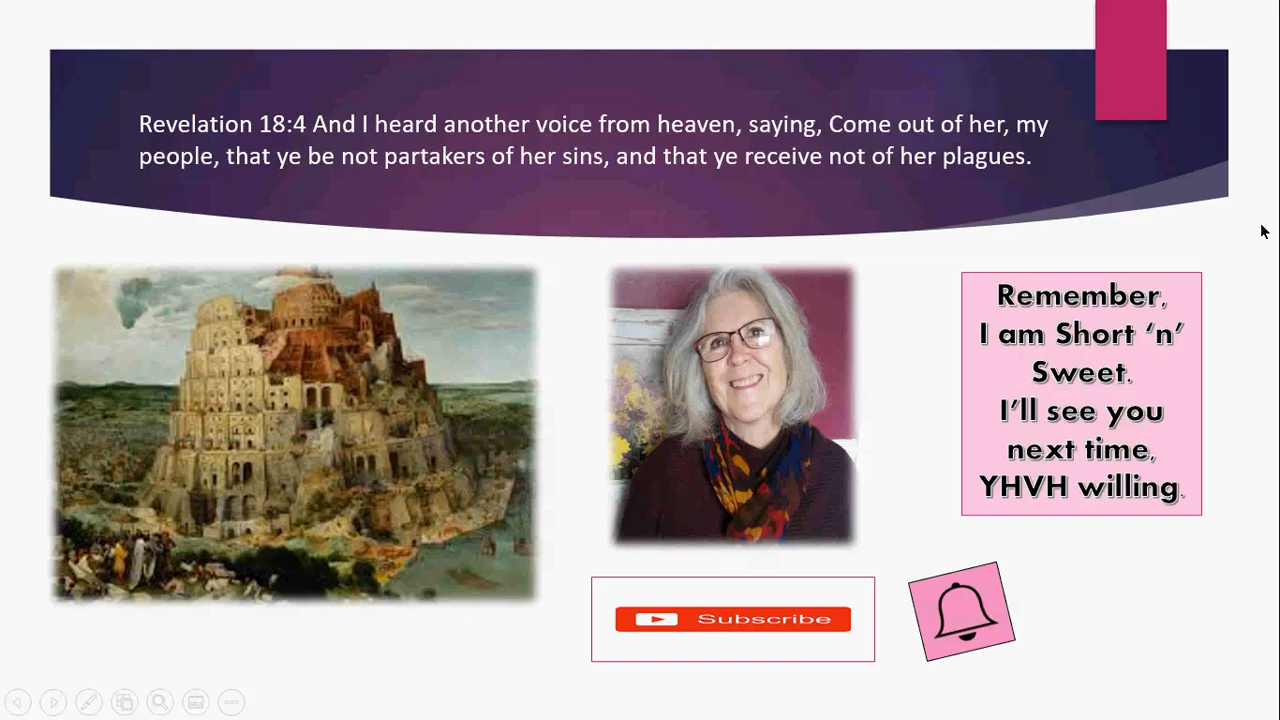 Revelation 18:4 And I heard another voice from heaven, saying, Come out of her, my
people, that ye be not partakers of her sins, and that ye receive not of her plagues.
Remember,
I am Short ‘n’
Sweet.
I’ll see you
next time,
YHVH willing.
Subscribe